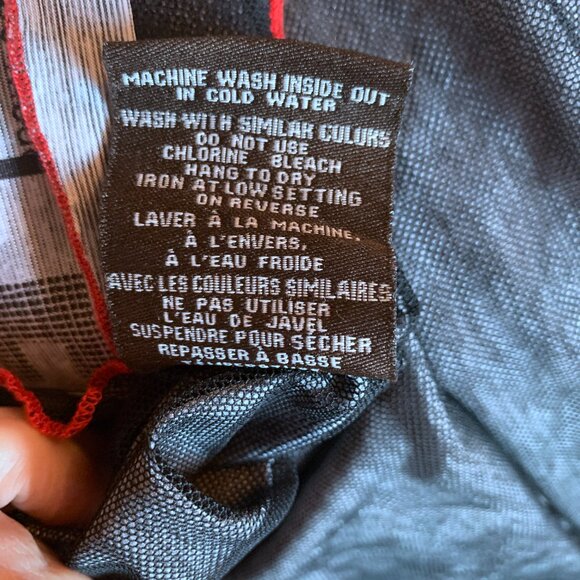 MACHINE WASH INSIDE OUT
IN COLD WATER
WASH WITH SIMILAR COLORS
DO NOT USE
CHLORINE BLEACH
HANG TO DRY
IRON AT LOW SETTING
ON REVERSE
LAVER À LA MACHINE,
À L'ENVERS,
À L'EAU FROIDE
AVEC LES COULEURS SIMILAIRES
NE PAS UTILISER
L'EAU DE JAVEL
SUSPENDRE POUR SÈCHER
REPASSER À BASSE